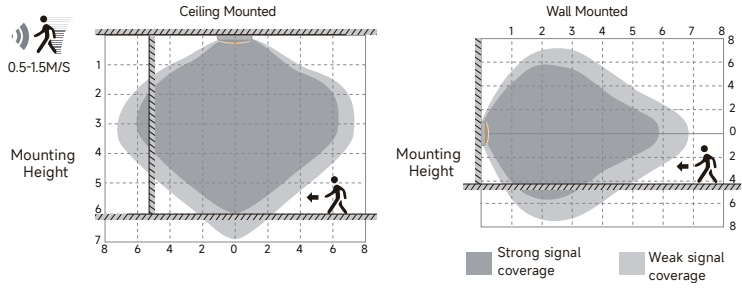 Ceiling Mounted
0.5-1.5M/S
1
2
3
4
5
6
7
8 6 4 2 0 2 4 6 8
Mounting
Height
Wall Mounted
1 2 3 4 5 6 7 8
8
6
4
2
0
2
4
6
8
Mounting
Height
Strong signal
coverage
Weak signal
coverage